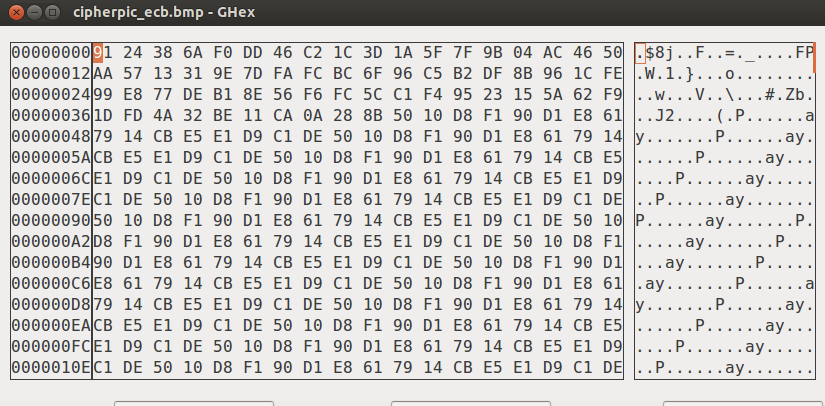 cipherpic_ecb.bmp - GHex
00000000 91 24 38 6A F0 DD 46 C2 1C 3D 1A 5F 7F 9B 04 AC 46 50 .$8j..F..=._....FP
00000012 AA 57 13 31 9E 7D FA FC BC 6F 96 C5 B2 DF 8B 96 1C FE .W.1.}...o........
00000024 99 E8 77 DE B1 8E 56 F6 FC 5C C1 F4 95 23 15 5A 62 F9 ..w...V..\...#.Zb.
00000036 1D FD 4A 32 BE 11 CA 0A 28 8B 50 10 D8 F1 90 D1 E8 61 ..J2....(.P......a
00000048 79 14 CB E5 E1 D9 C1 DE 50 10 D8 F1 90 D1 E8 61 79 14 y.......P......ay.
0000005A CB E5 E1 D9 C1 DE 50 10 D8 F1 90 D1 E8 61 79 14 CB E5 ......P......ay...
0000006C E1 D9 C1 DE 50 10 D8 F1 90 D1 E8 61 79 14 CB E5 E1 D9 ....P......ay.....
0000007E C1 DE 50 10 D8 F1 90 D1 E8 61 79 14 CB E5 E1 D9 C1 DE ..P......ay.......
00000090 50 10 D8 F1 90 D1 E8 61 79 14 CB E5 E1 D9 C1 DE 50 10 P......ay.......P.
000000A2 D8 F1 90 D1 E8 61 79 14 CB E5 E1 D9 C1 DE 50 10 D8 F1 .....ay.......P...
000000B4 90 D1 E8 61 79 14 CB E5 E1 D9 C1 DE 50 10 D8 F1 90 D1 ...ay.......P.....
000000C6 E8 61 79 14 CB E5 E1 D9 C1 DE 50 10 D8 F1 90 D1 E8 61 .ay.......P......a
000000D8 79 14 CB E5 E1 D9 C1 DE 50 10 D8 F1 90 D1 E8 61 79 14 y.......P......ay.
000000EA CB E5 E1 D9 C1 DE 50 10 D8 F1 90 D1 E8 61 79 14 CB E5 ......P......ay...
000000FC E1 D9 C1 DE 50 10 D8 F1 90 D1 E8 61 79 14 CB E5 E1 D9 ....P......ay.....
0000010E C1 DE 50 10 D8 F1 90 D1 E8 61 79 14 CB E5 E1 D9 C1 DE ..P......ay.......